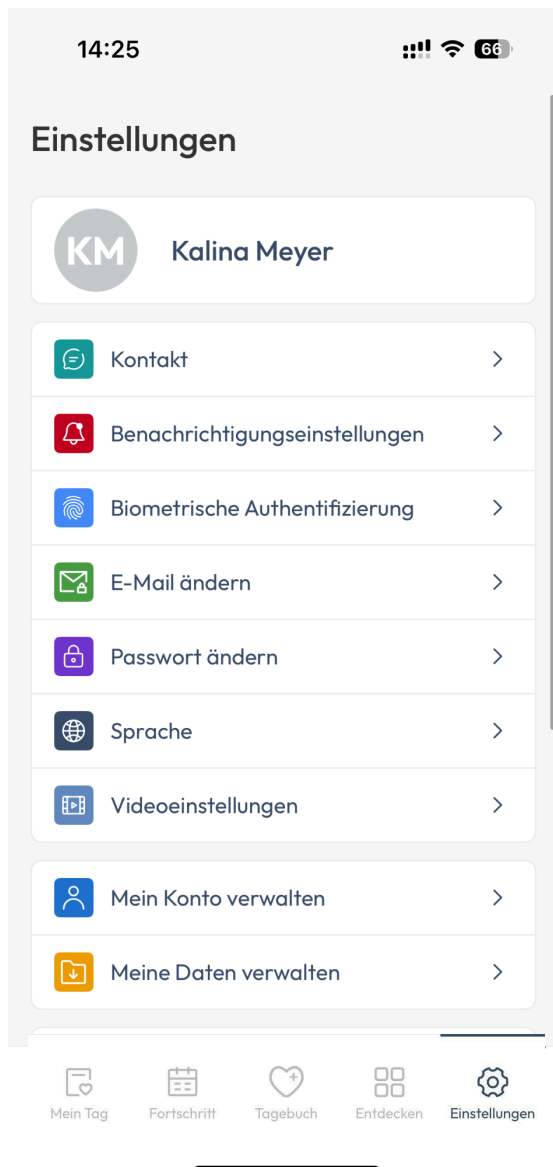 14:25
66
Einstellungen
KM
Kalina Meyer
Kontakt
Benachrichtigungseinstellungen
Biometrische Authentifizierung
E-Mail ändern
Passwort ändern
Sprache
Videoeinstellungen
Mein Konto verwalten
Meine Daten verwalten
Mein Tag Fortschritt Tagebuch Entdecken Einstellungen